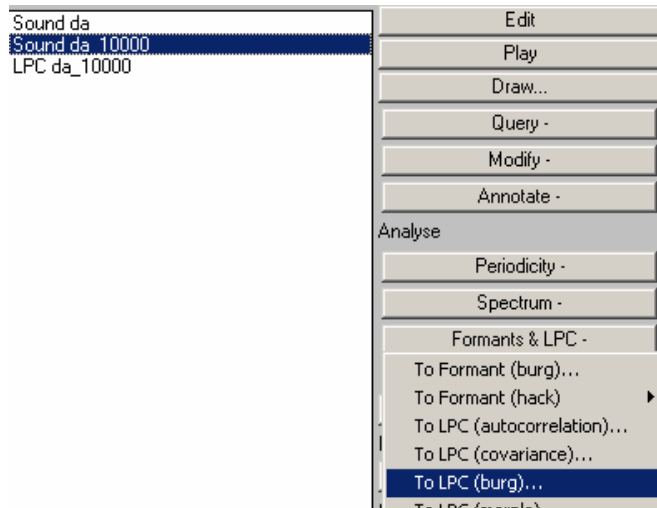 Sound da
Sound da_10000
LPC da_10000
Edit
Play
Draw...
Query -
Modify -
Annotate -
Analyse
Periodicity -
Spectrum -
Formants & LPC -
To Formant (burg)...
To Formant (hack)
To LPC (autocorrelation)...
To LPC (covariance)...
To LPC (burg)...